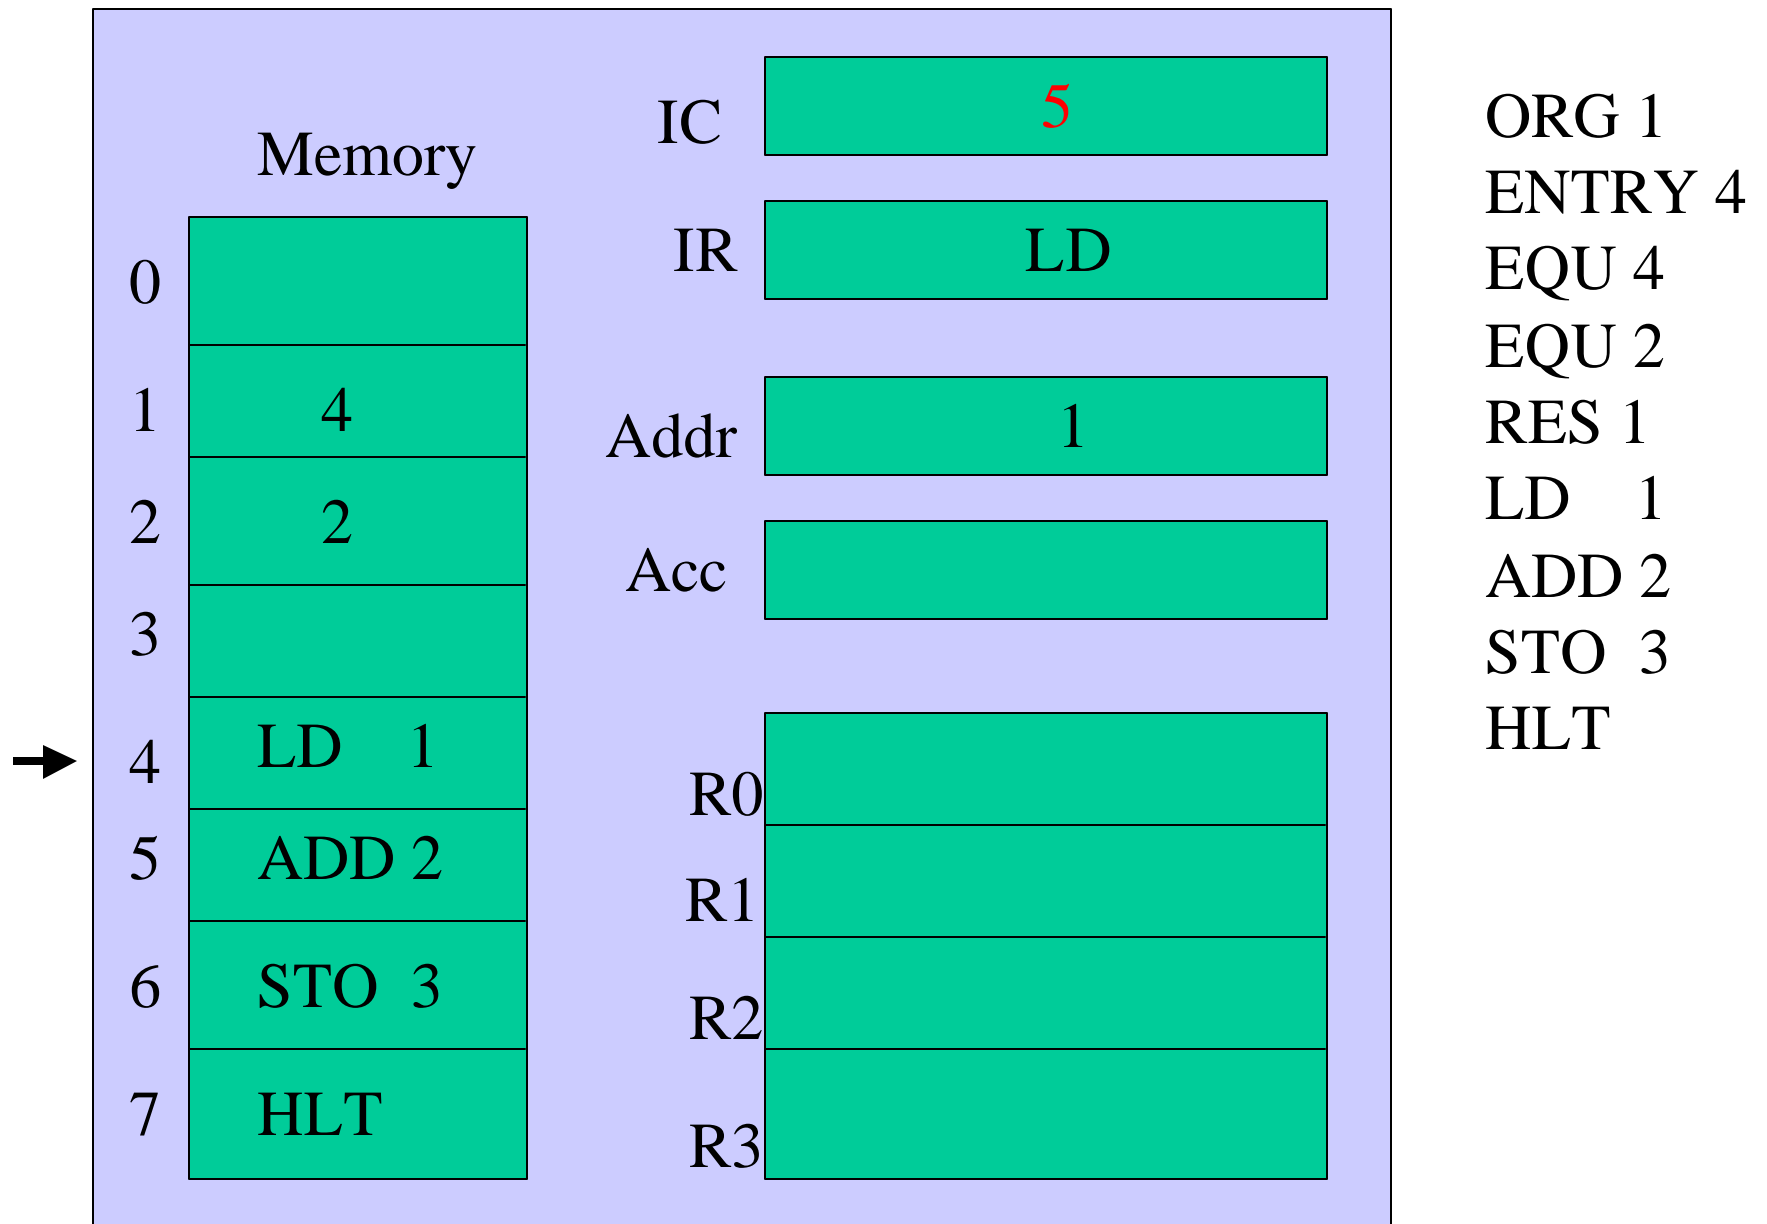 Memory
0
1 4
2 2
3
4 LD 1
5 ADD 2
6 STO 3
7 HLT
IC 5
IR LD
Addr 1
Acc
R0
R1
R2
R3
ORG 1
ENTRY 4
EQU 4
EQU 2
RES 1
LD 1
ADD 2
STO 3
HLT